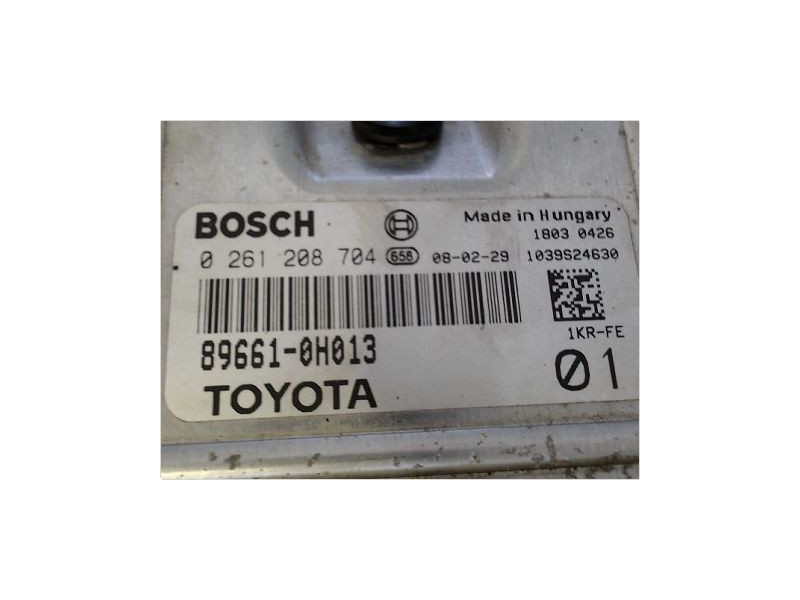 BOSCH
Made in Hungary
1803 0426
0 261 208 704 658 08-02-29 1039S24630
89661-0H013
1KR-FE
TOYOTA
01